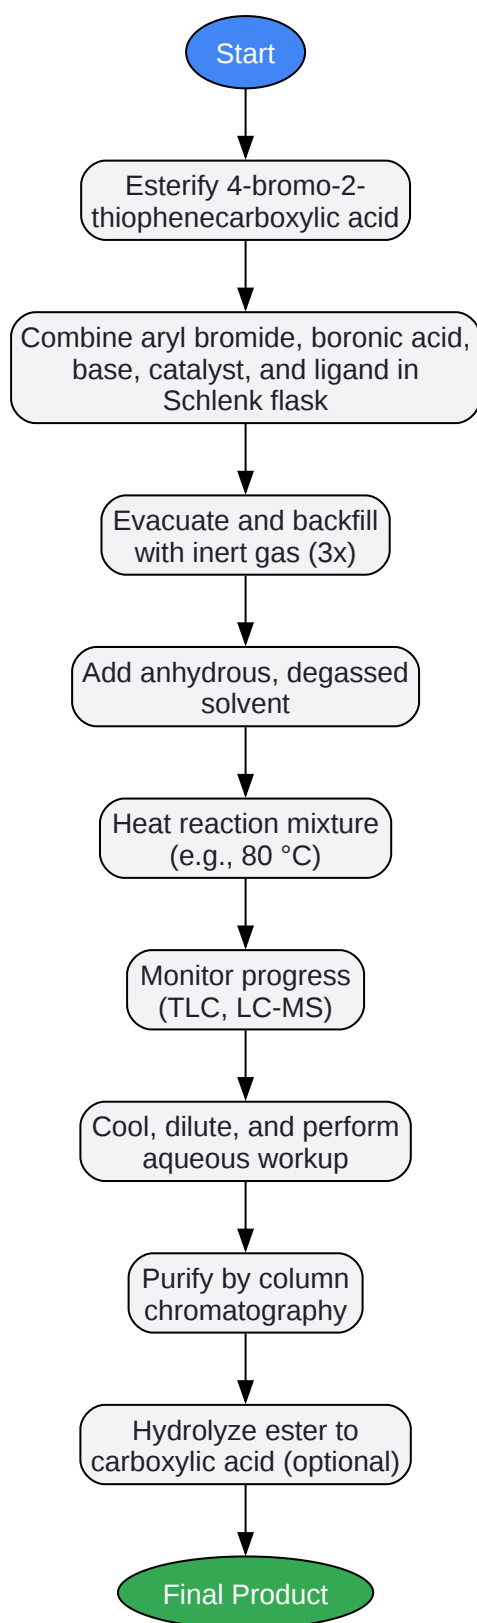 Start
Esterify 4-bromo-2-
thiophenecarboxylic acid
Combine aryl bromide, boronic acid,
base, catalyst, and ligand in
Schlenk flask
Evacuate and backfill
with inert gas (3x)
Add anhydrous, degassed
solvent
Heat reaction mixture
(e.g., 80 °C)
Monitor progress
(TLC, LC-MS)
Cool, dilute, and perform
aqueous workup
Purify by column
chromatography
Hydrolyze ester to
carboxylic acid (optional)
Final Product